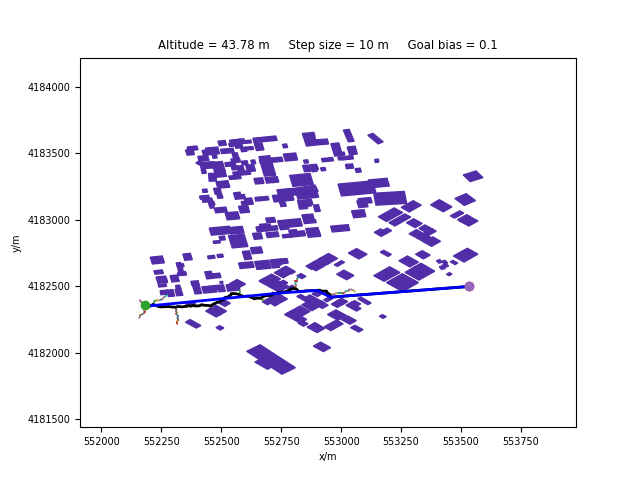 Altitude = 43.78 m     Step size = 10 m     Goal bias = 0.1
4184000
4183500
4183000
4182500
4182000
4181500
y/m
552000 552250 552500 552750 553000 553250 553500 553750
x/m